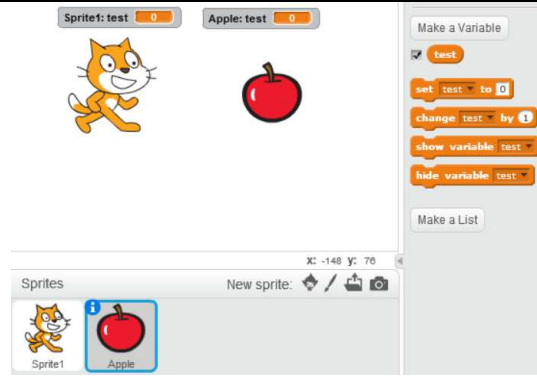 Sprite1: test 0
Apple: test 0
Make a Variable
test
set test to 0
change test by 1
show variable test
hide variable test
Make a List
X: -148 y: 76
Sprites
New sprite:
Sprite1
Apple